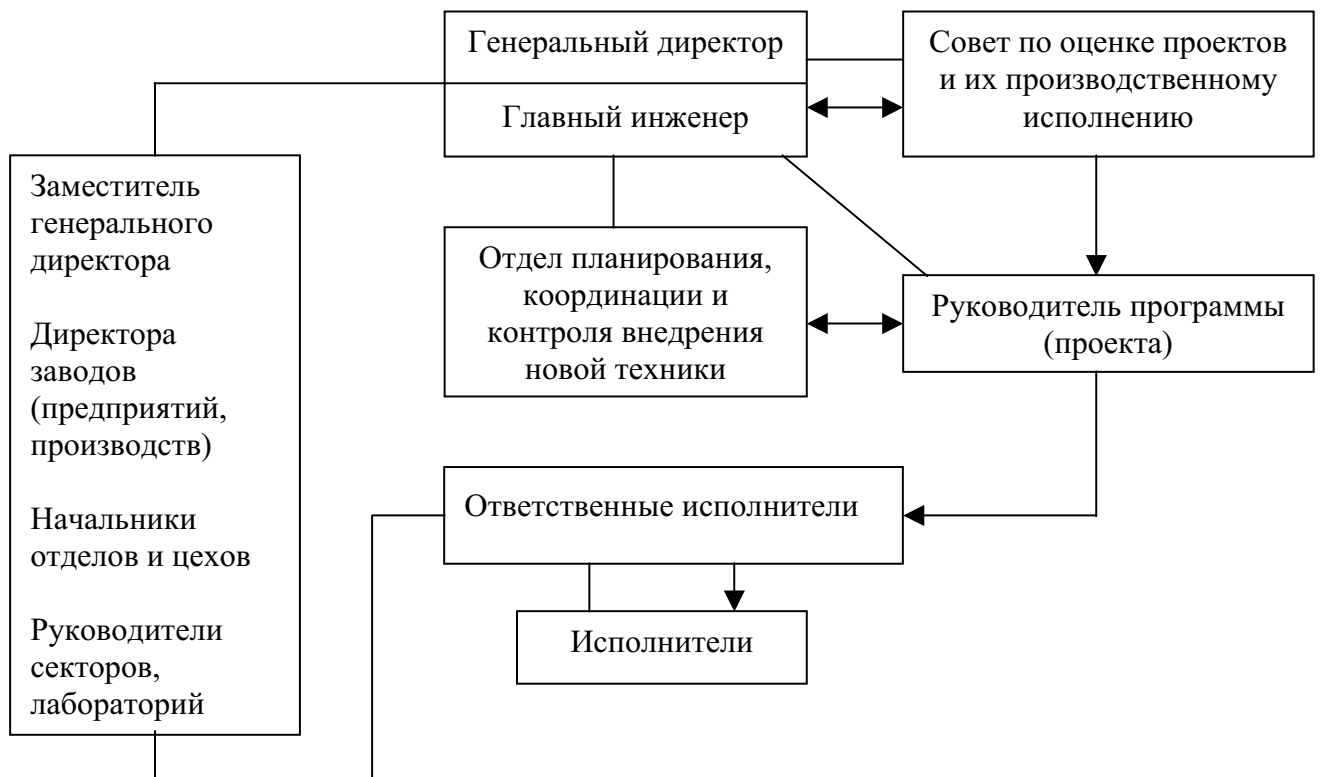 Генеральный директор
Главный инженер
Совет по оценке проектов
и их производственному
исполнению
Заместитель
генерального
директора
Директора
заводов
(предприятий,
производств)
Начальники
отделов и цехов
Руководители
секторов,
лабораторий
Отдел планирования,
координации и
контроля внедрения
новой техники
Руководитель программы
(проекта)
Ответственные исполнители
Исполнители